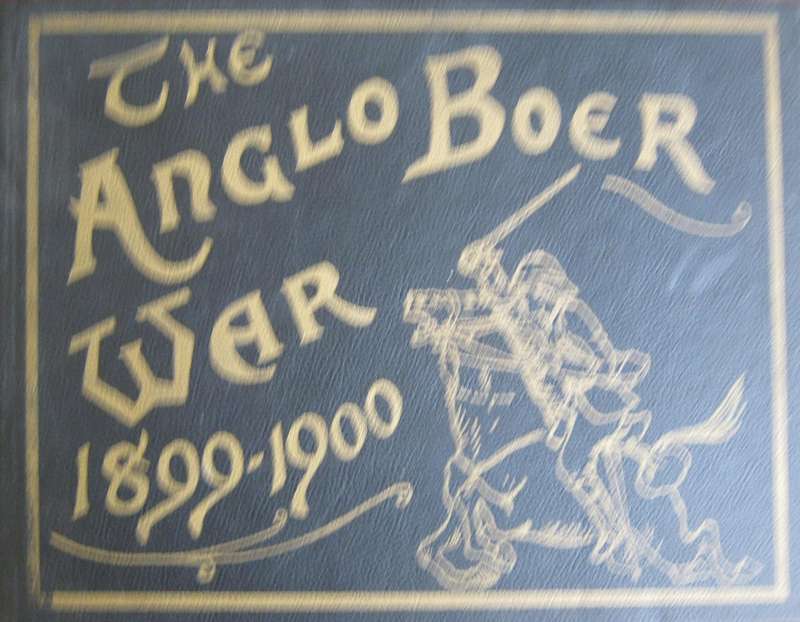 THE
ANGLO BOER
WAR
1899-1900